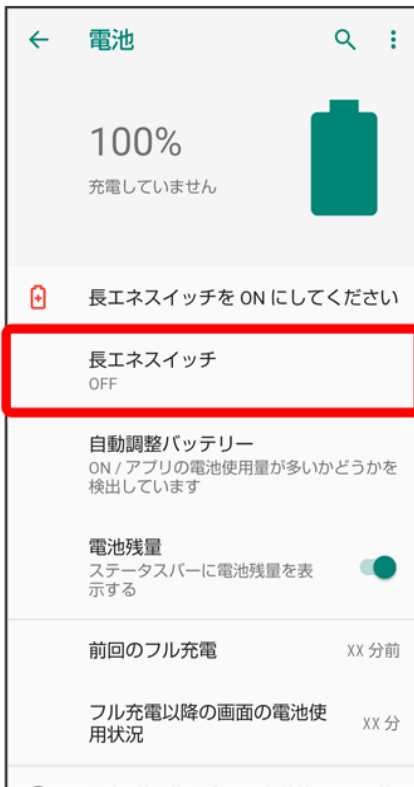 電池
100%
充電していません
長エネスイッチを ON にしてください
長エネスイッチ
OFF
自動調整バッテリー
ON / アプリの電池使用量が多いかどうかを
検出しています
電池残量
ステータスバーに電池残量を表
示する
前回のフル充電 XX 分前
フル充電以降の画面の電池使
用状況 XX 分